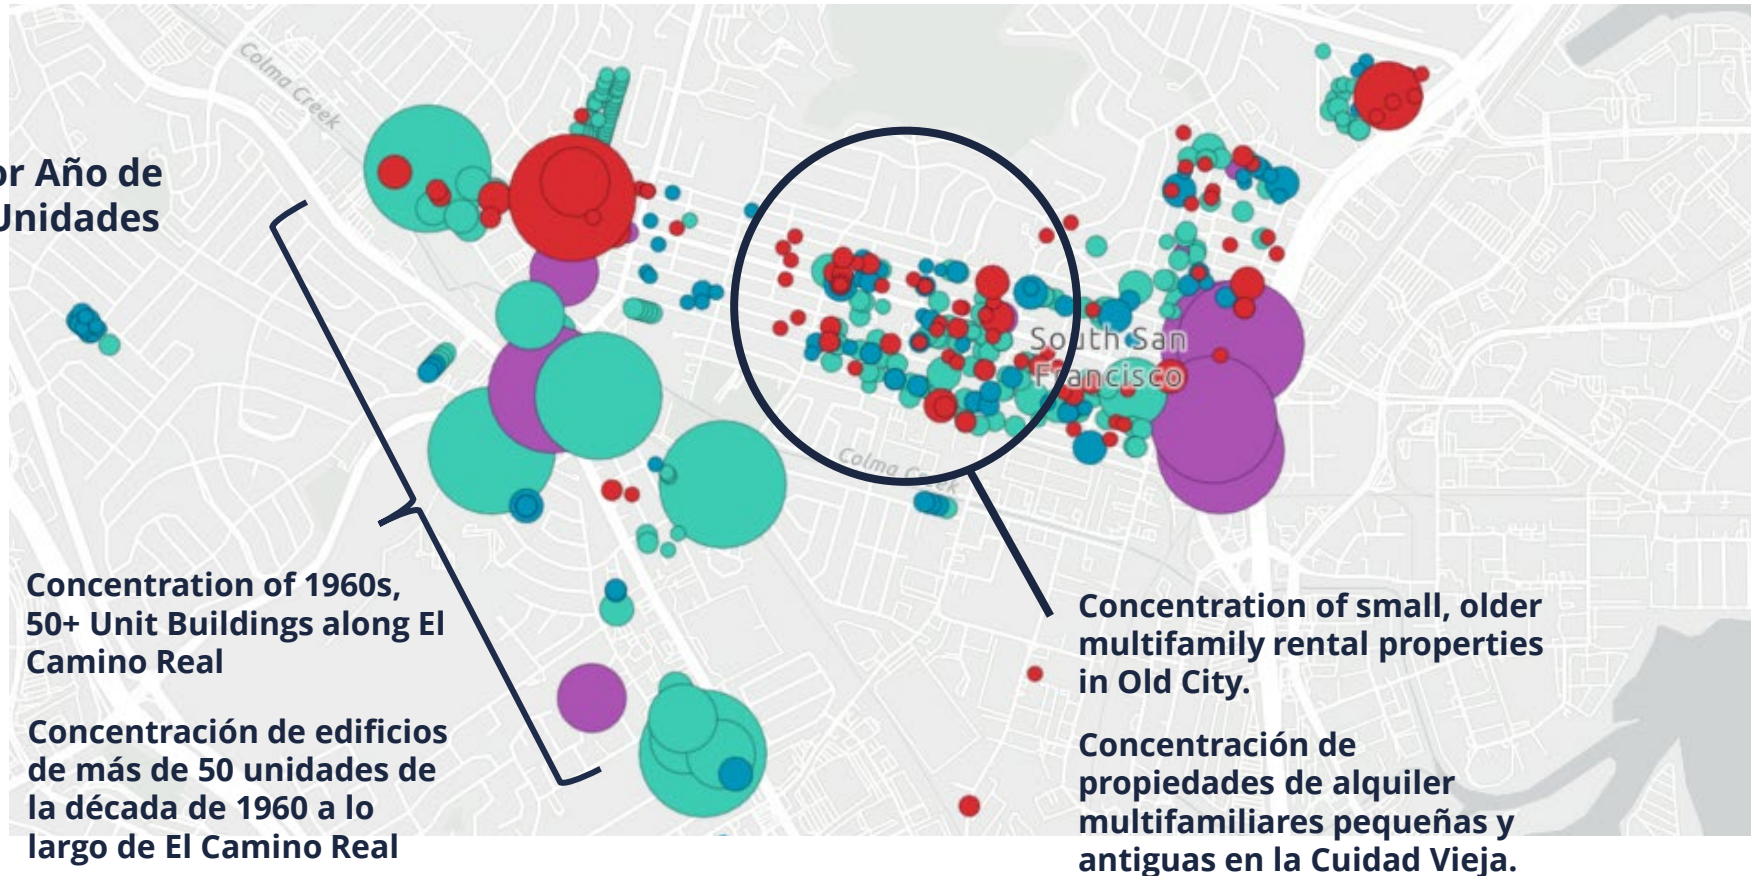 Colma Creek
or Año de
Unidades
South San
Francisco
Colma Creek
Concentration of 1960s,
50+ Unit Buildings along El
Camino Real
Concentración de edificios
de más de 50 unidades de
la década de 1960 a lo
largo de El Camino Real
Concentration of small, older
multifamily rental properties
in Old City.
Concentración de
propiedades de alquiler
multifamiliares pequeñas y
antiguas en la Cuidad Vieja.